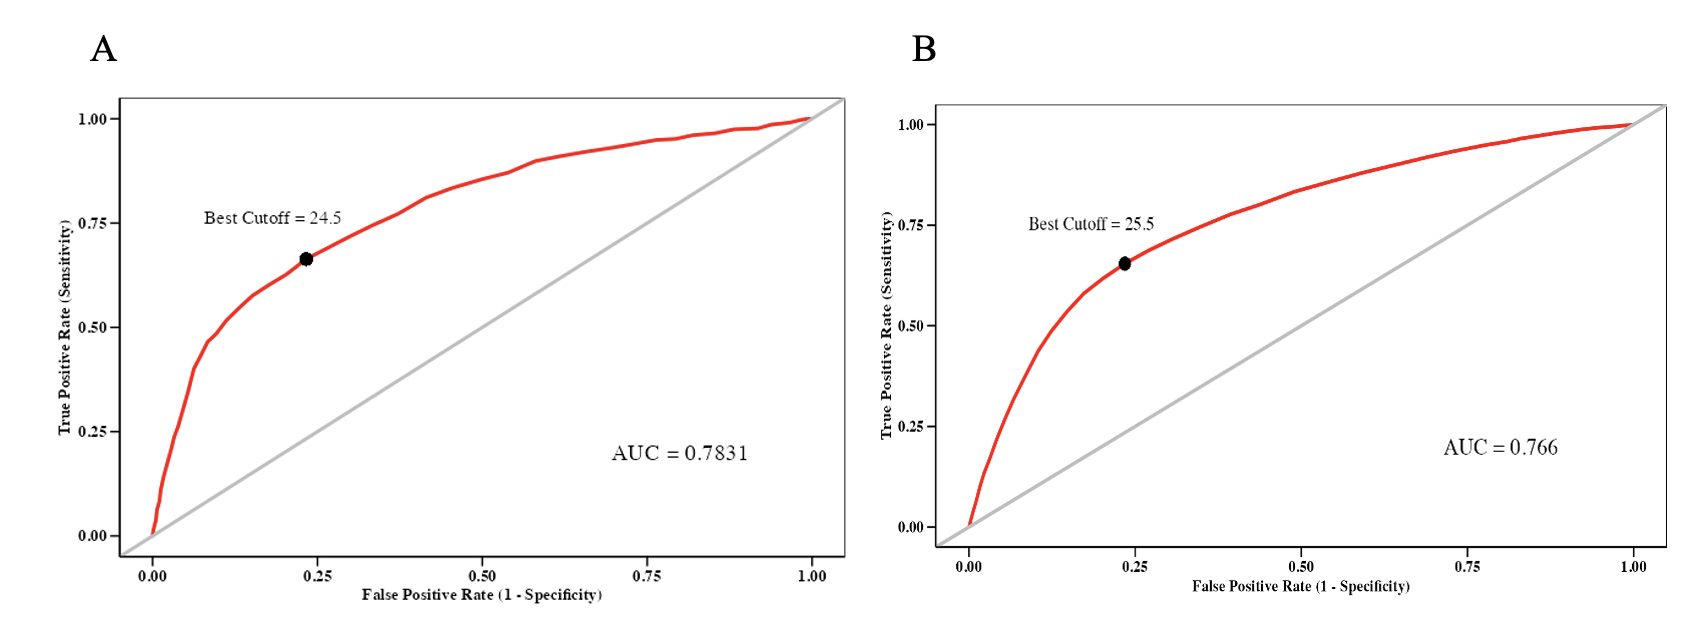 A
1.00
0.75
0.50
0.25
0.00
True Positive Rate (Sensitivity)
Best Cutoff = 24.5
AUC = 0.7831
0.00 0.25 0.50 0.75 1.00
False Positive Rate (1 - Specificity)
B
1.00
0.75
0.50
0.25
0.00
True Positive Rate (Sensitivity)
Best Cutoff = 25.5
AUC = 0.766
0.00 0.25 0.50 0.75 1.00
False Positive Rate (1 - Specificity)